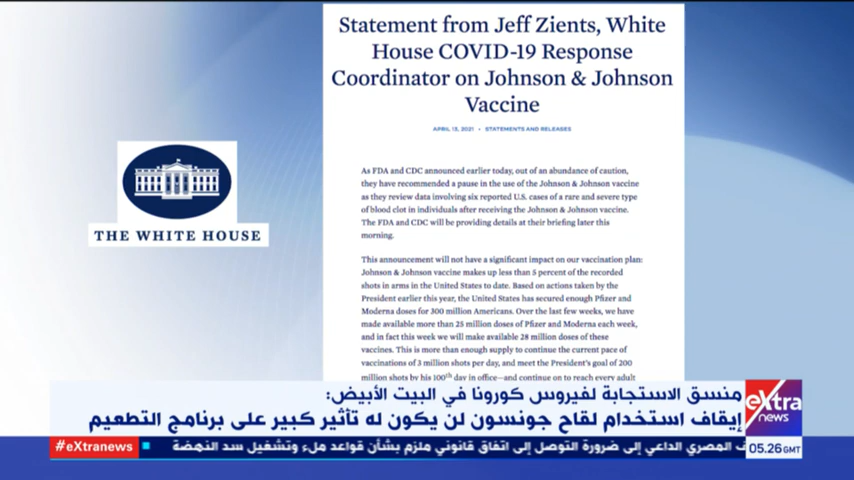 Statement from Jeff Zients, White
House COVID-19 Response
Coordinator on Johnson & Johnson
Vaccine
APRIL 13, 2021 • STATEMENTS AND RELEASES
As FDA and CDC announced earlier today, out of an abundance of caution,
they have recommended a pause in the use of the Johnson & Johnson vaccine
as they review data involving six reported U.S. cases of a rare and severe type
of blood clot in individuals after receiving the Johnson & Johnson vaccine.
The FDA and CDC will be providing details at their briefing later this
morning.
This announcement will not have a significant impact on our vaccination plan:
Johnson & Johnson vaccine makes up less than 5 percent of the recorded
shots in arms in the United States to date. Based on actions taken by the
President earlier this year, the United States has secured enough Pfizer and
Moderna doses for 300 million Americans. Over the last few weeks, we have
made available more than 25 million doses of Pfizer and Moderna each week,
and in fact this week we will make available 28 million doses of these
vaccines. This is more than enough supply to continue the current pace of
vaccinations of 3 million shots per day, and meet the President's goal of 200
million shots by his 100th day in office—and continue on to reach every adult
THE WHITE HOUSE
منسق الاستجابة لفيروس كورونا في البيت الأبيض:
إيقاف استخدام لقاح جونسون لن يكون له تأثير كبير على برنامج التطعيم
eXtra
news
05.26 GMT
#eXtranews
المصري الداعي إلى ضرورة التوصل إلى اتفاق قانوني ملزم بشأن قواعد ملء وتشغيل سد النهضة